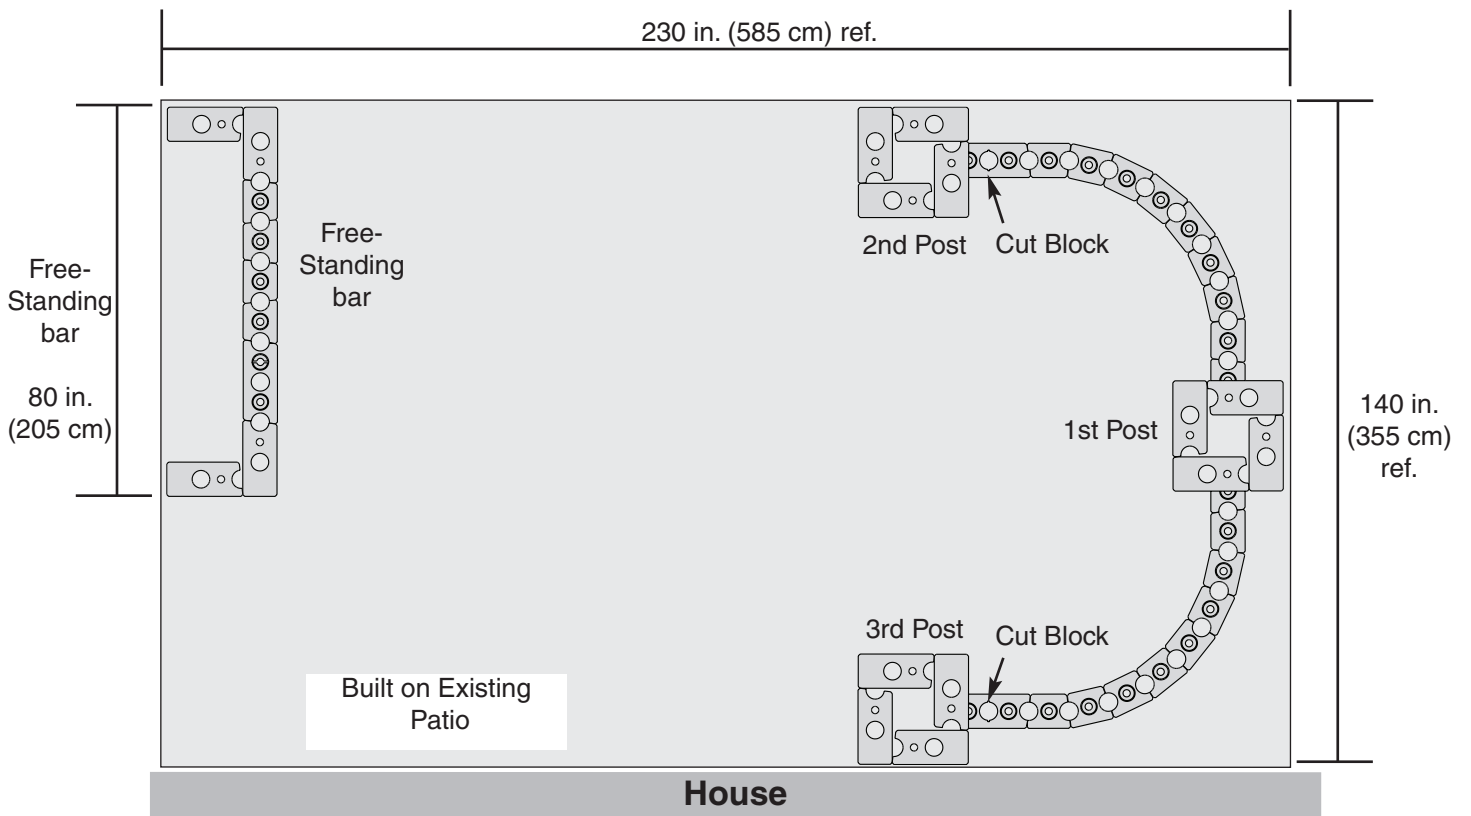 230 in. (585 cm) ref.
Free-
Standing
bar
80 in.
(205 cm)
Free-
Standing
bar
2nd Post
Cut Block
1st Post
140 in.
(355 cm)
ref.
3rd Post
Cut Block
Built on Existing
Patio
House